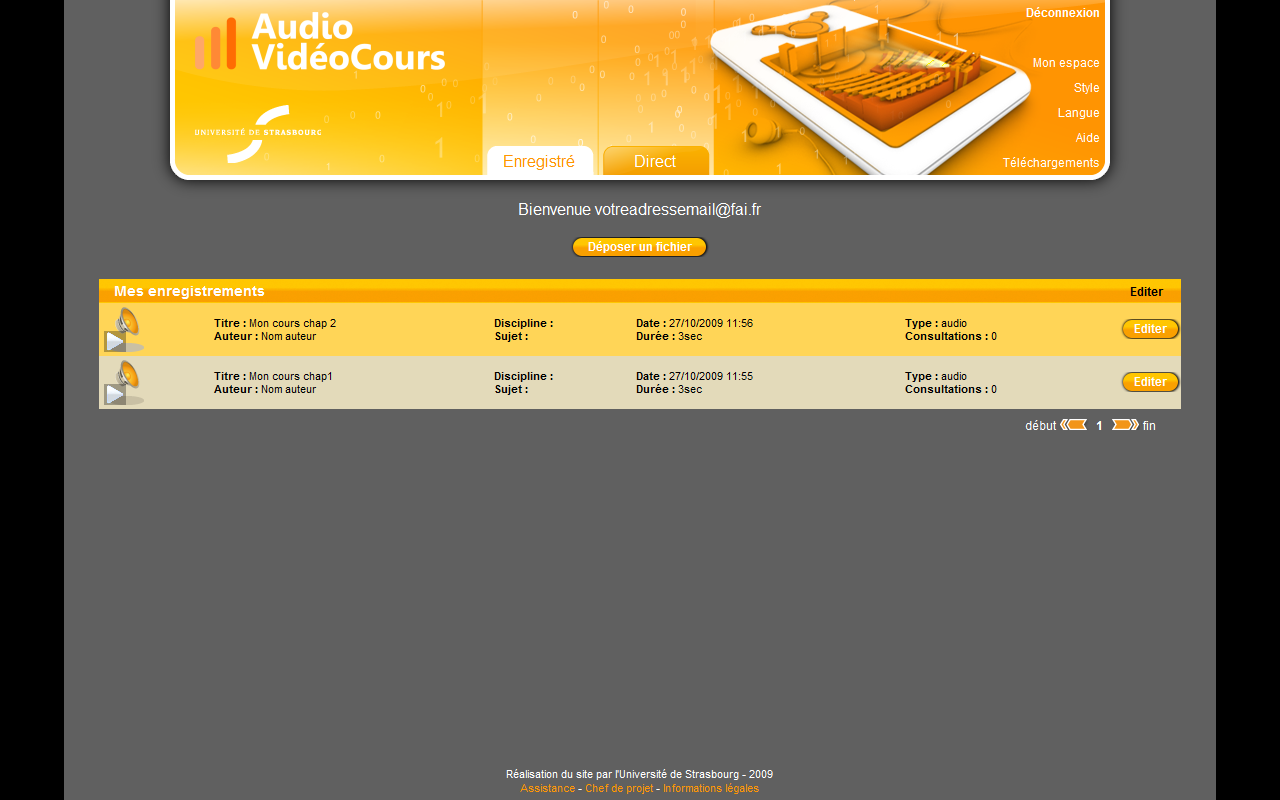 Audio
VidéoCours
UNIVERSITÉ DE STRASBOURG
Enregistré
Direct
Déconnexion
Mon espace
Style
Langue
Aide
Téléchargements
Bienvenue votreadressemail@fai.fr
Déposer un fichier
Mes enregistrements Editer
Titre : Mon cours chap 2 Discipline : Date : 27/10/2009 11:56 Type : audio Editer
Auteur : Nom auteur Sujet : Durée : 3sec Consultations : 0
Titre : Mon cours chap1 Discipline : Date : 27/10/2009 11:55 Type : audio Editer
Auteur : Nom auteur Sujet : Durée : 3sec Consultations : 0
début 1 fin
Réalisation du site par l'Université de Strasbourg - 2009
Assistance - Chef de projet - Informations légales